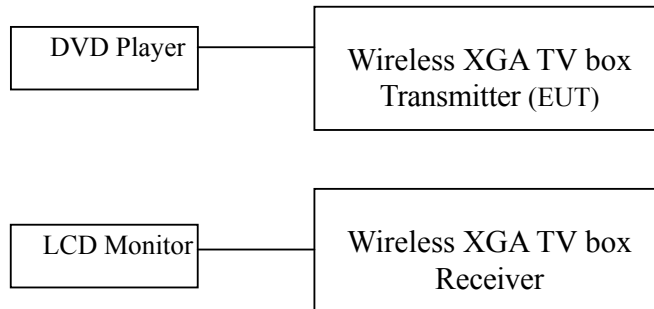 DVD Player
Wireless XGA TV box
Transmitter (EUT)
LCD Monitor
Wireless XGA TV box
Receiver